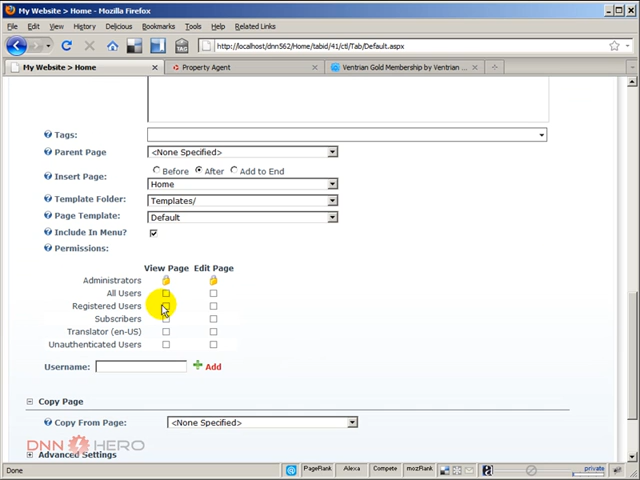 My Website > Home - Mozilla Firefox
File Edit View History Delicious Bookmarks Tools Help Related Links
http://localhost/dnn562/Home/tabid/41/ctl/Tab/Default.aspx
My Website > Home
Property Agent
Ventrian Gold Membership by Ventrian ...
Tags:
Parent Page <None Specified>
Before After Add to End
Insert Page:
Home
Template Folder: Templates/
Page Template: Default
Include In Menu?
Permissions:
View Page Edit Page
Administrators
All Users
Registered Users
Subscribers
Translator (en-US)
Unauthenticated Users
Username: Add
Copy Page
Copy From Page: <None Specified>
DNN HERO
Advanced Settings
Done PageRank Alexa Compete mozRank private